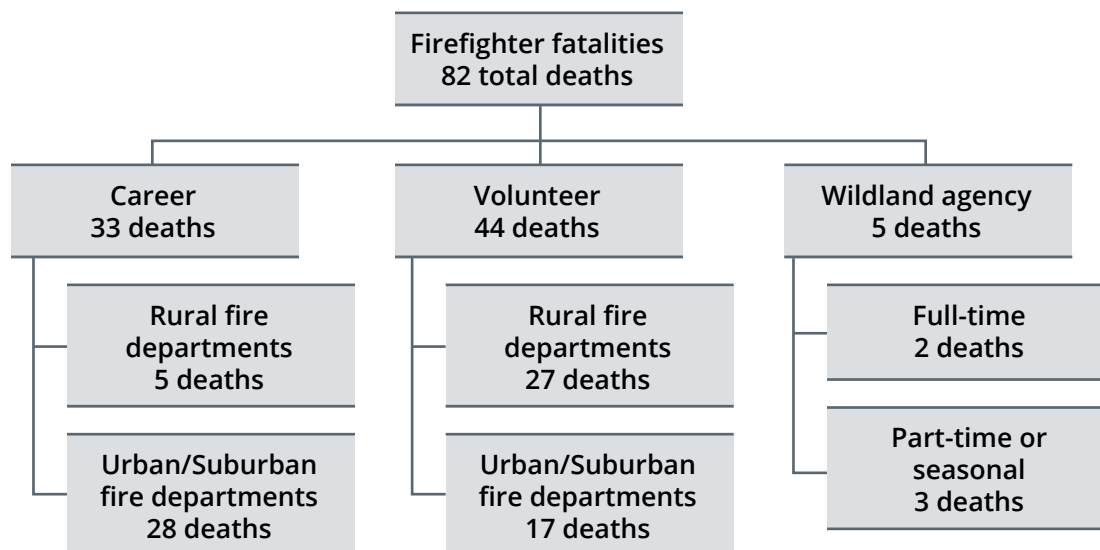 Firefighter fatalities
82 total deaths
Career
33 deaths
Rural fire
departments
5 deaths
Urban/Suburban
fire departments
28 deaths
Volunteer
44 deaths
Rural fire
departments
27 deaths
Urban/Suburban
fire departments
17 deaths
Wildland agency
5 deaths
Full-time
2 deaths
Part-time or
seasonal
3 deaths